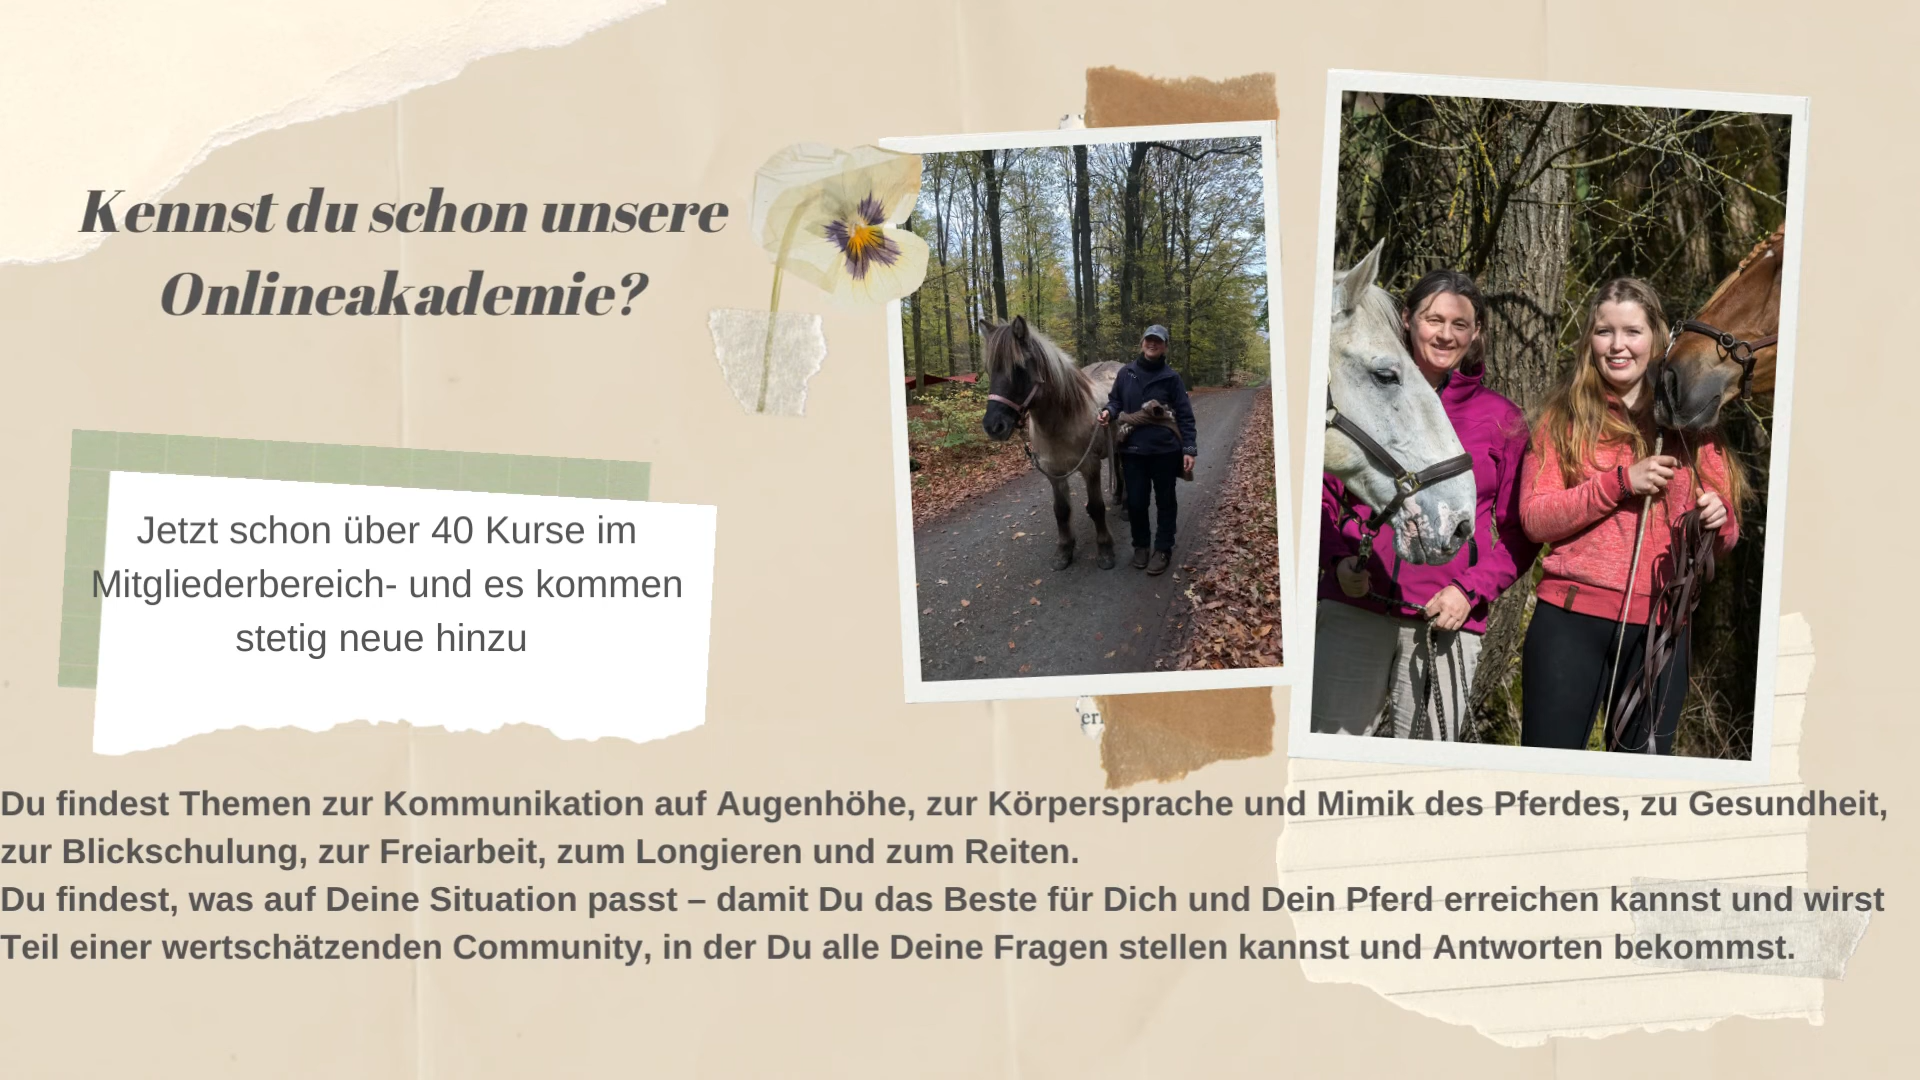 Kennst du schon unsere
Onlineakademie?
Jetzt schon über 40 Kurse im
Mitgliederbereich- und es kommen
stetig neue hinzu
Du findest Themen zur Kommunikation auf Augenhöhe, zur Körpersprache und Mimik des Pferdes, zu Gesundheit,
zur Blickschulung, zur Freiarbeit, zum Longieren und zum Reiten.
Du findest, was auf Deine Situation passt – damit Du das Beste für Dich und Dein Pferd erreichen kannst und wirst
Teil einer wertschätzenden Community, in der Du alle Deine Fragen stellen kannst und Antworten bekommst.